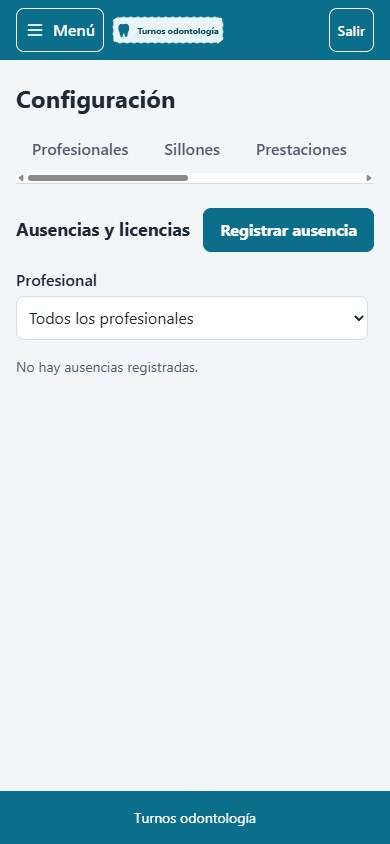 Menú
Turnos odontología
Salir
Configuración
Profesionales
Sillones
Prestaciones
Ausencias y licencias
Registrar ausencia
Profesional
Todos los profesionales
No hay ausencias registradas.
Turnos odontología